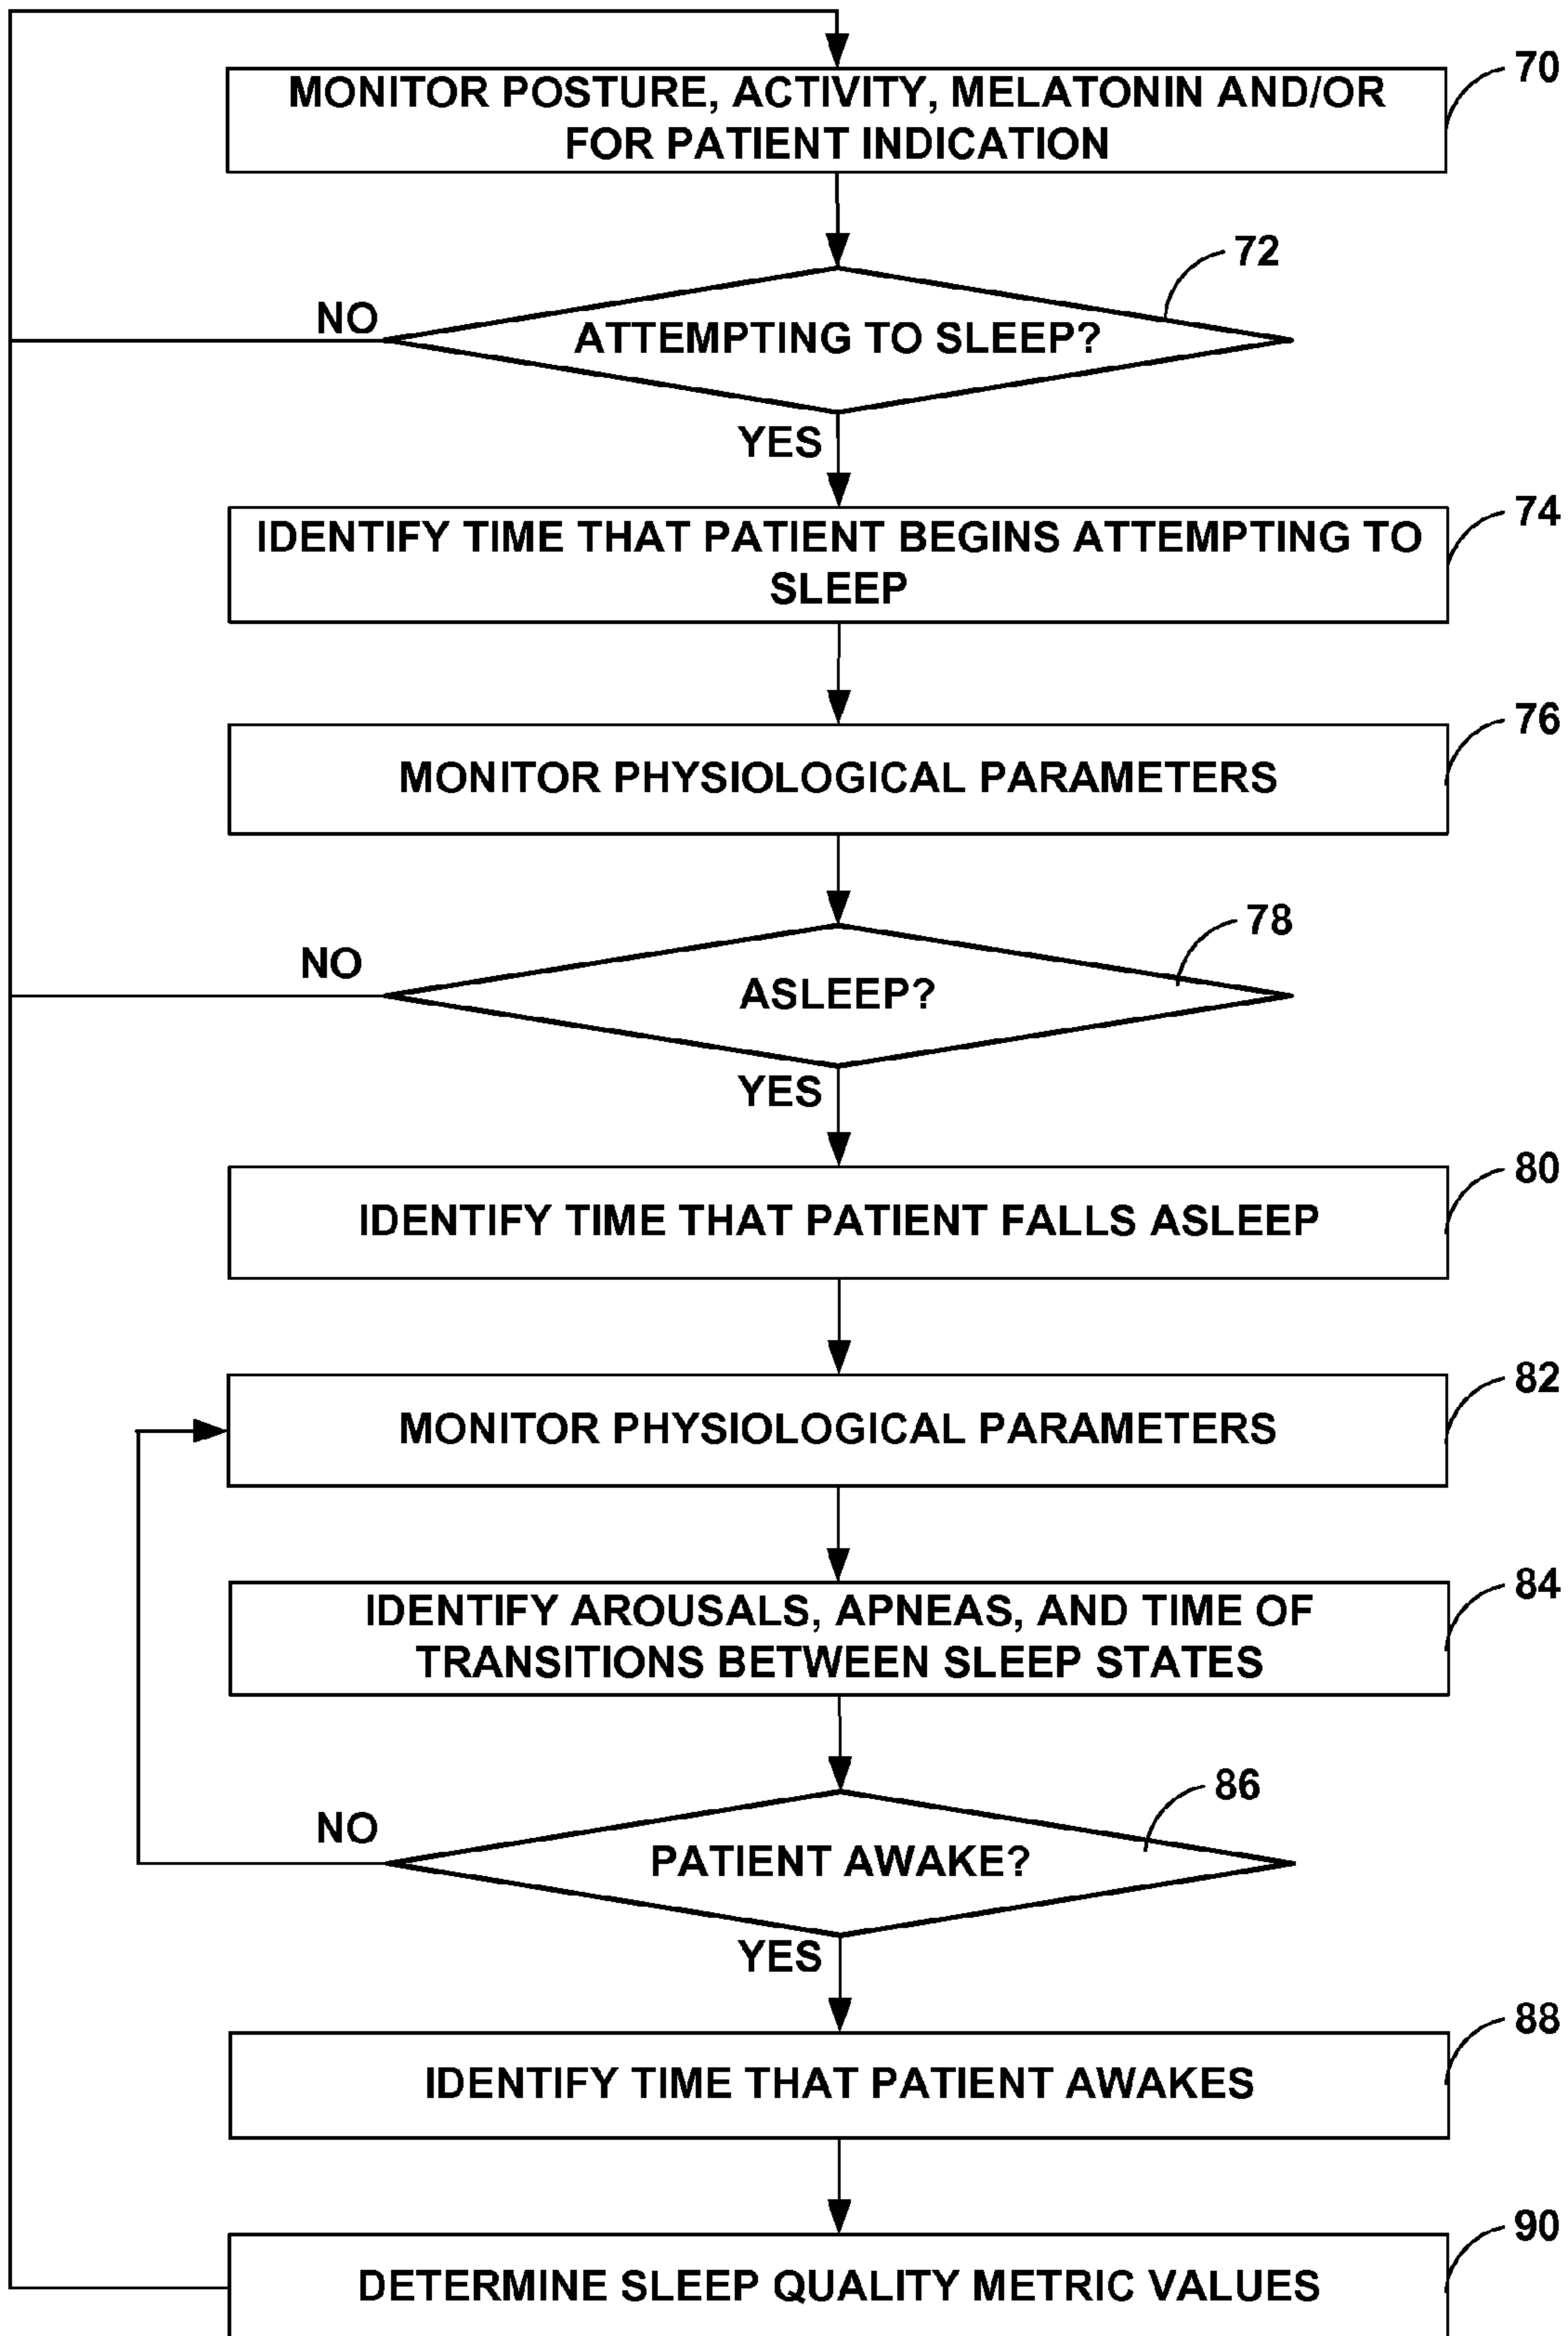 70
MONITOR POSTURE, ACTIVITY, MELATONIN AND/OR
FOR PATIENT INDICATION
72
NO
ATTEMPTING TO SLEEP?
YES
74
IDENTIFY TIME THAT PATIENT BEGINS ATTEMPTING TO
SLEEP
76
MONITOR PHYSIOLOGICAL PARAMETERS
78
NO
ASLEEP?
YES
80
IDENTIFY TIME THAT PATIENT FALLS ASLEEP
82
MONITOR PHYSIOLOGICAL PARAMETERS
84
IDENTIFY AROUSALS, APNEAS, AND TIME OF
TRANSITIONS BETWEEN SLEEP STATES
86
NO
PATIENT AWAKE?
YES
88
IDENTIFY TIME THAT PATIENT AWAKES
90
DETERMINE SLEEP QUALITY METRIC VALUES